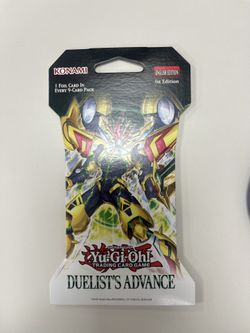 KONAMI
1 FOIL CARD IN
EVERY 9-CARD PACK
ENGLISH EDITION
1st Edition
Yu-Gi-Oh!
TRADING CARD GAME
DUELIST'S ADVANCE